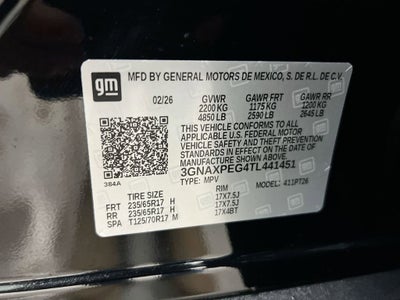 gm
MFD BY GENERAL MOTORS DE MEXICO, S. DE R.L. DE C.V.
02/26 GVWR GAWR FRT GAWR RR
2200 KG 1175 KG 1200 KG
4850 LB 2590 LB 2645 LB
THIS VEHICLE CONFORMS TO ALL
APPLICABLE U.S. FEDERAL MOTOR
VEHICLE SAFETY, BUMPER, AND
THEFT PREVENTION STANDARDS IN
EFFECT ON THE DATE OF
MANUFACTURE SHOWN ABOVE.
3GNAXPEG4TL441451
384A TYPE: MPV 411PT26
TIRE SIZE RIM
FRT 235/65R17 H 17X7.5J
RR 235/65R17 H 17X7.5J
SPA T125/70R17 M 17X4BT